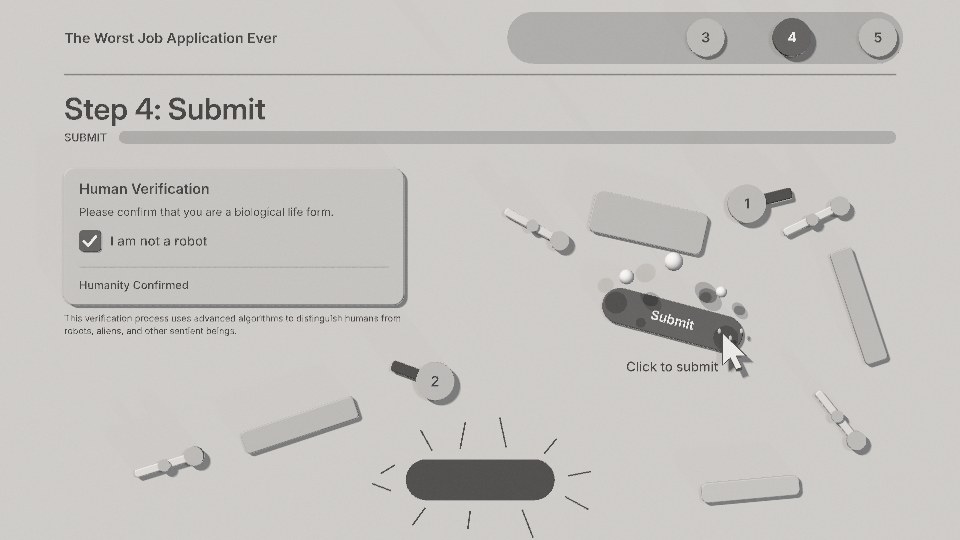 The Worst Job Application Ever
3
4
5
Step 4: Submit
SUBMIT
Human Verification
Please confirm that you are a biological life form.
I am not a robot
Humanity Confirmed
This verification process uses advanced algorithms to distinguish humans from
robots, aliens, and other sentient beings.
1
Submit
Click to submit
2